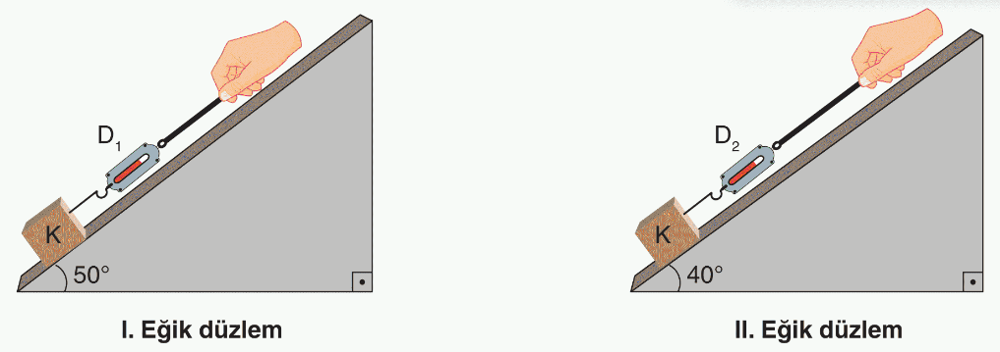 D1
K
50°
I. Eğik düzlem
D2
K
40°
II. Eğik düzlem